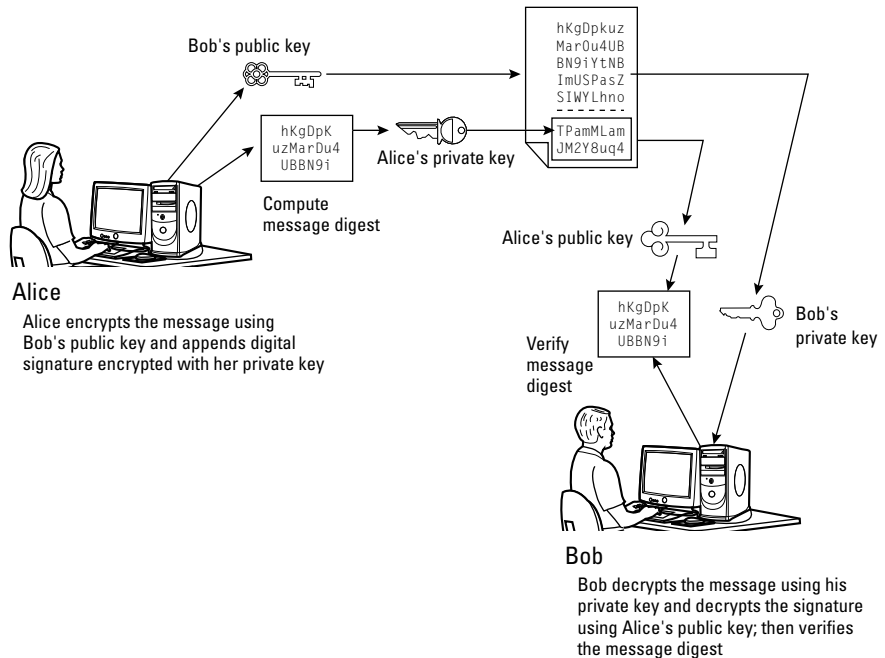 Bob's public key
hKgDpkuz
MarOu4UB
BN9iYtNB
ImUSPasZ
SIWYLhno
TPamMLam
JM2Y8uq4
hKgDpK
uzMarDu4
UBBN9i
Alice's private key
Compute
message digest
Alice's public key
Alice
Alice encrypts the message using
Bob's public key and appends digital
signature encrypted with her private key
hKgDpK
uzMarDu4
UBBN9i
Verify
message
digest
Bob's
private key
Bob
Bob decrypts the message using his
private key and decrypts the signature
using Alice's public key; then verifies
the message digest